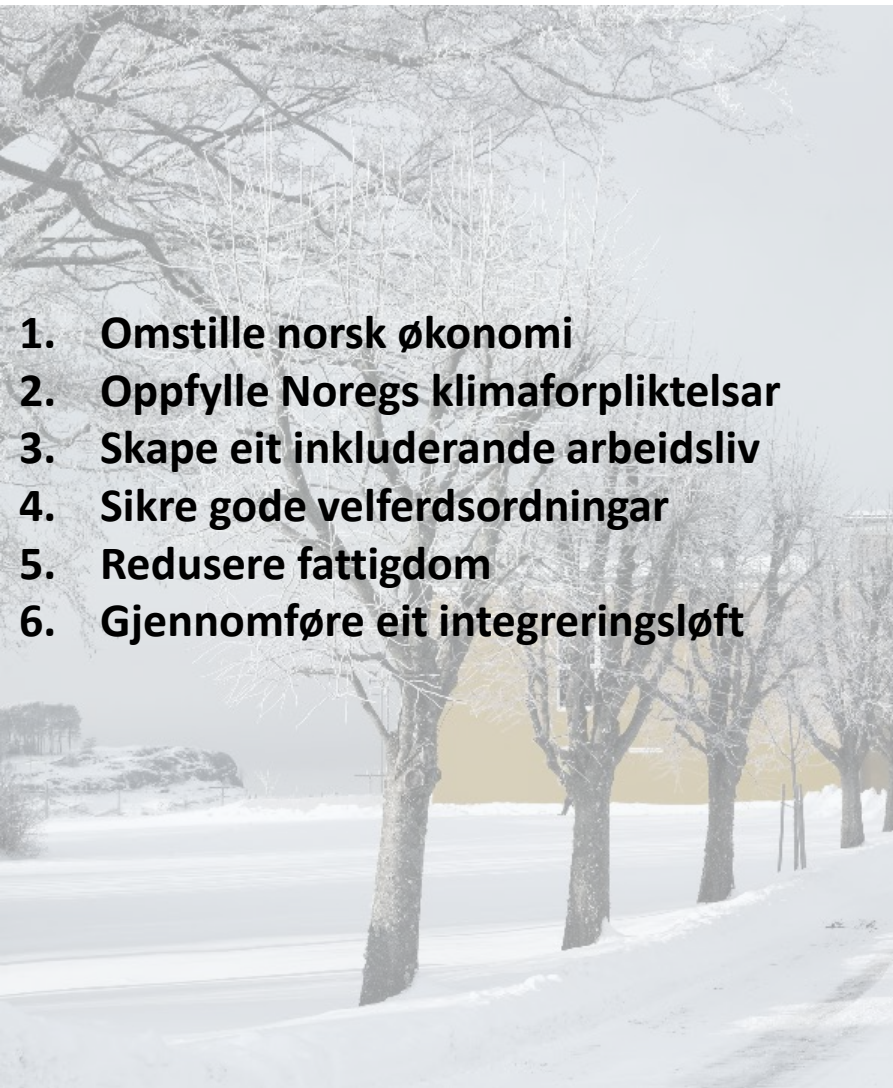 1. Omstille norsk økonomi
2. Oppfylle Noregs klimaforpliktelsar
3. Skape eit inkluderande arbeidsliv
4. Sikre gode velferdsordningar
5. Redusere fattigdom
6. Gjennomføre eit integreringsløft